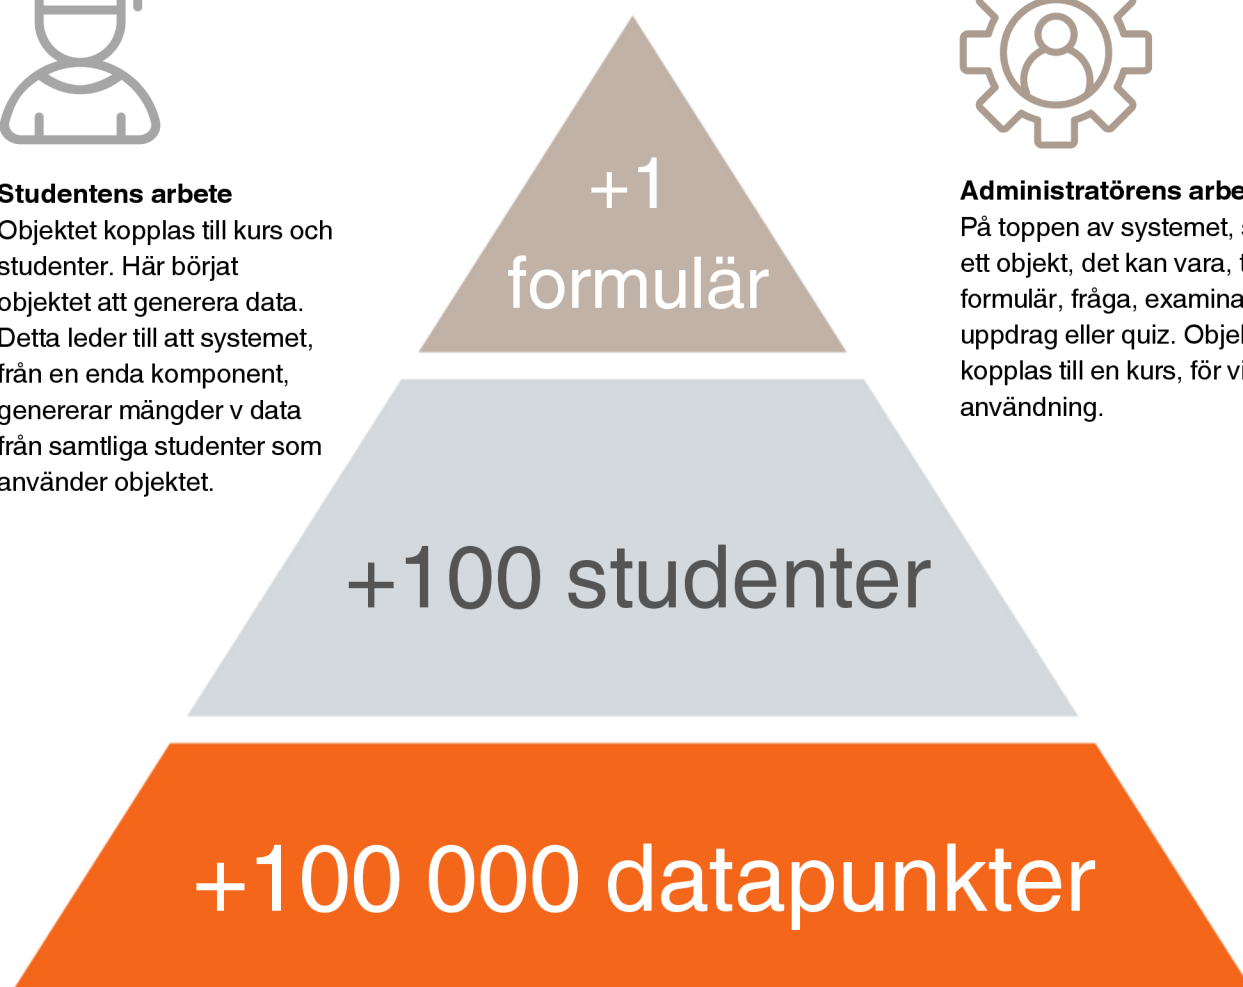 Studentens arbete
Objektet kopplas till kurs och
studenter. Här börjat
objektet att generera data.
Detta leder till att systemet,
från en enda komponent,
genererar mängder v data
från samtliga studenter som
använder objektet.
+1
formulär
+100 studenter
+100 000 datapunkter
Administratörens
På toppen av systemet,
ett objekt, det kan vara,
formulär, fråga,
uppdrag eller quiz.
kopplas till en kurs, för
användning.